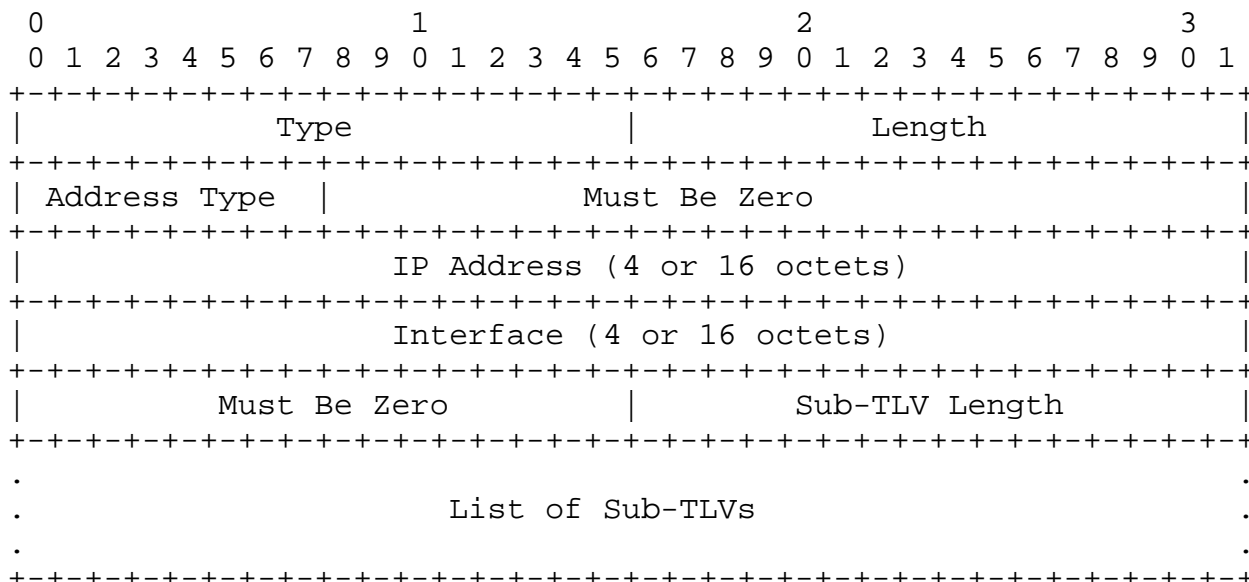 0                   1                   2                   3
 0 1 2 3 4 5 6 7 8 9 0 1 2 3 4 5 6 7 8 9 0 1 2 3 4 5 6 7 8 9 0 1
+-+-+-+-+-+-+-+-+-+-+-+-+-+-+-+-+-+-+-+-+-+-+-+-+-+-+-+-+-+-+-+-+
|             Type              |            Length             |
+-+-+-+-+-+-+-+-+-+-+-+-+-+-+-+-+-+-+-+-+-+-+-+-+-+-+-+-+-+-+-+-+
| Address Type  |             Must Be Zero                      |
+-+-+-+-+-+-+-+-+-+-+-+-+-+-+-+-+-+-+-+-+-+-+-+-+-+-+-+-+-+-+-+-+
|                   IP Address (4 or 16 octets)                 |
+-+-+-+-+-+-+-+-+-+-+-+-+-+-+-+-+-+-+-+-+-+-+-+-+-+-+-+-+-+-+-+-+
|                   Interface (4 or 16 octets)                  |
+-+-+-+-+-+-+-+-+-+-+-+-+-+-+-+-+-+-+-+-+-+-+-+-+-+-+-+-+-+-+-+-+
|          Must Be Zero         |        Sub-TLV Length         |
+-+-+-+-+-+-+-+-+-+-+-+-+-+-+-+-+-+-+-+-+-+-+-+-+-+-+-+-+-+-+-+-+
.                                                               .
.                      List of Sub-TLVs                         .
.                                                               .
+-+-+-+-+-+-+-+-+-+-+-+-+-+-+-+-+-+-+-+-+-+-+-+-+-+-+-+-+-+-+-+-+